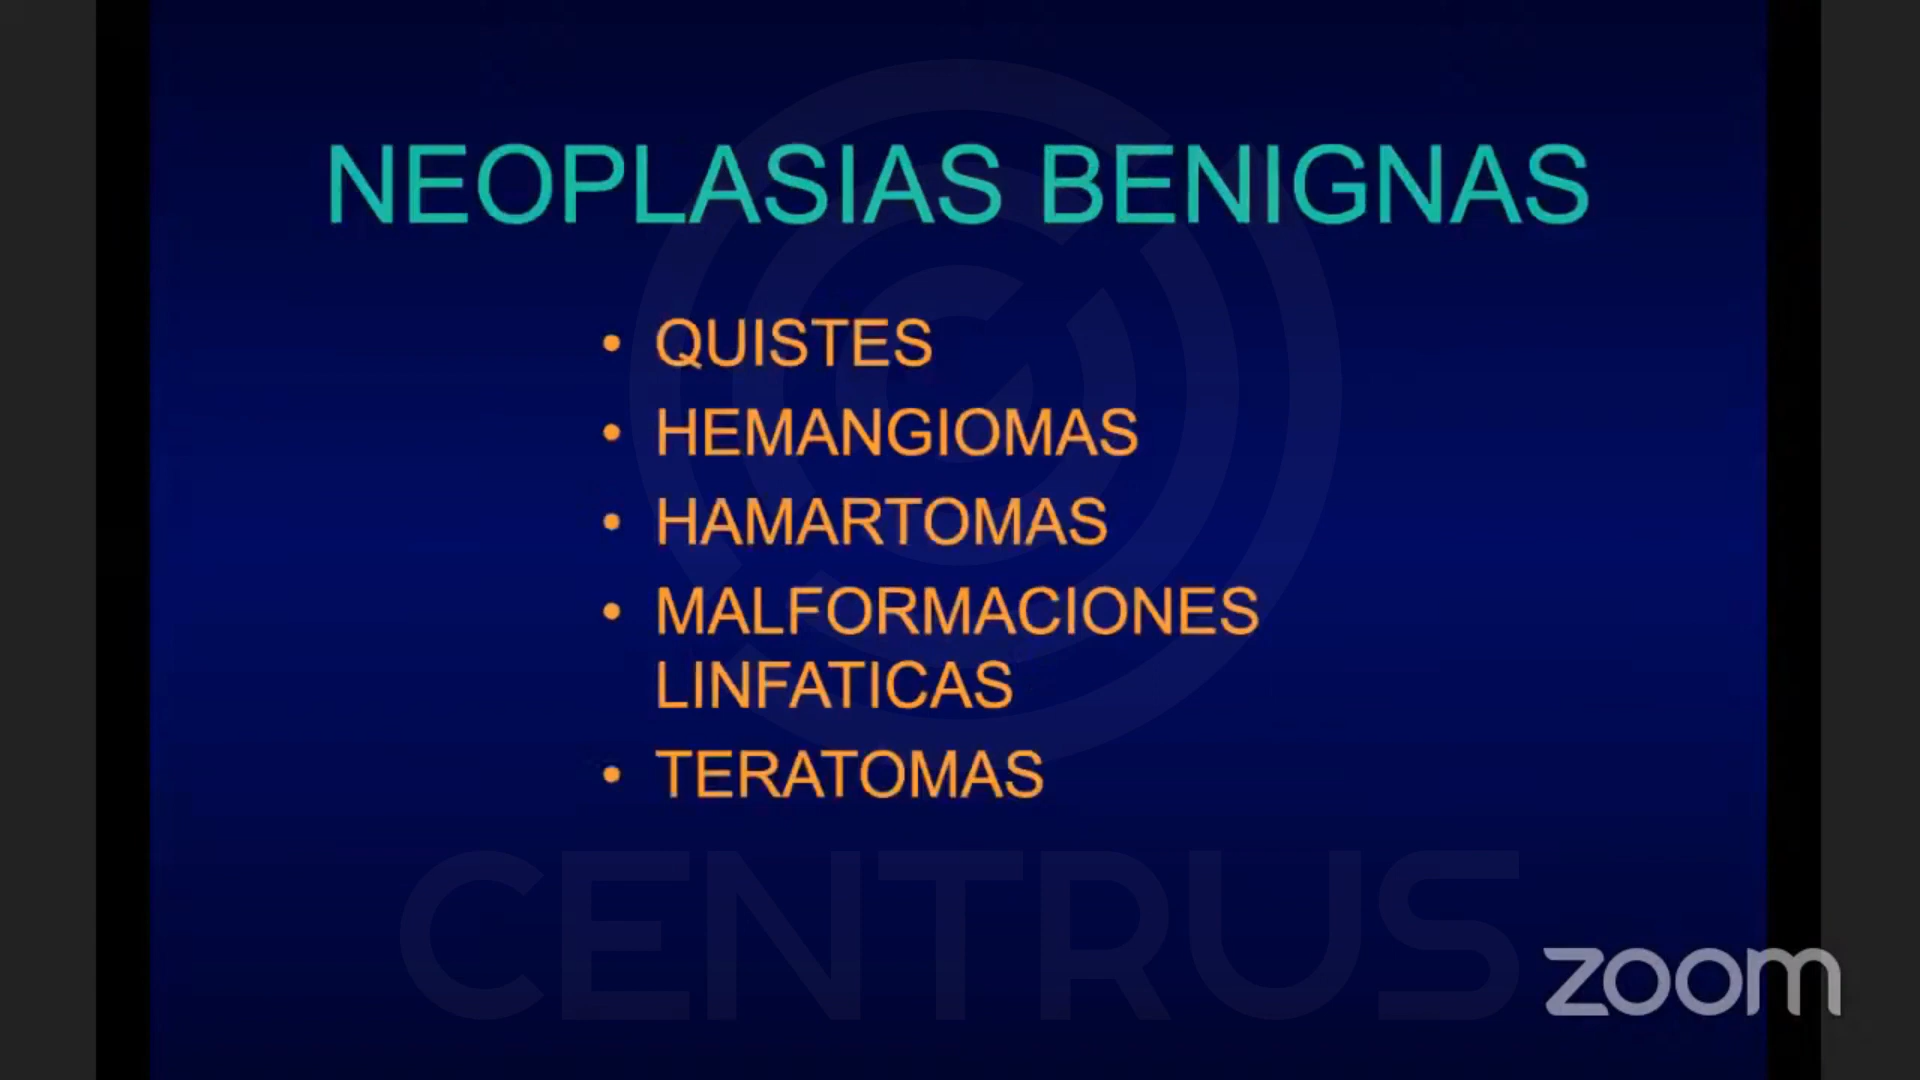 NEOPLASIAS BENIGNAS
• QUISTES
• HEMANGIOMAS
• HAMARTOMAS
• MALFORMACIONES
LINFATICAS
• TERATOMAS
CENTRUS
zoom